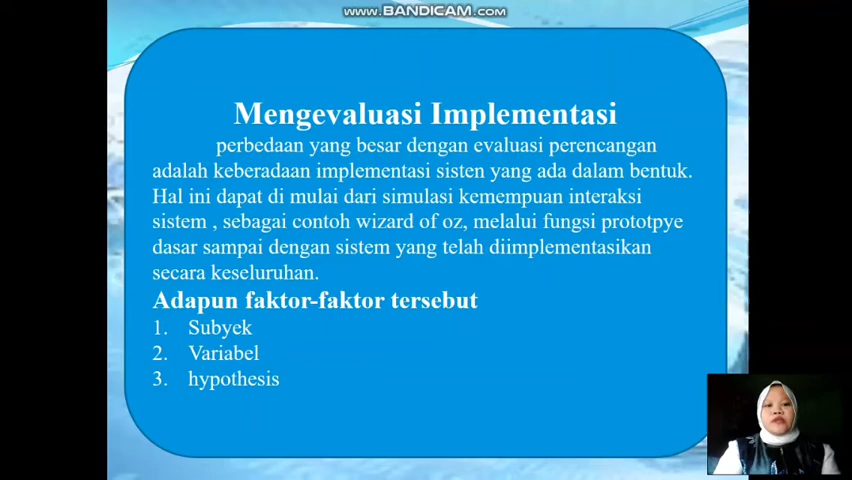 www.BANDICAM.com
Mengevaluasi Implementasi
perbedaan yang besar dengan evaluasi perencangan
adalah keberadaan implementasi sisten yang ada dalam bentuk.
Hal ini dapat di mulai dari simulasi kemempuan interaksi
sistem , sebagai contoh wizard of oz, melalui fungsi prototpye
dasar sampai dengan sistem yang telah diimplementasikan
secara keseluruhan.
Adapun faktor-faktor tersebut
1. Subyek
2. Variabel
3. hypothesis